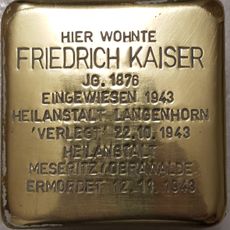 HIER WOHNTE
FRIEDRICH KAISER
JG. 1876
EINGEWIESEN 1943
HEILANSTALT LANGENHORN
'VERLEGT' 22.10.1943
HEILANSTALT
MESERITZ / OBRAWALDE
ERMORDET 12.11.1943